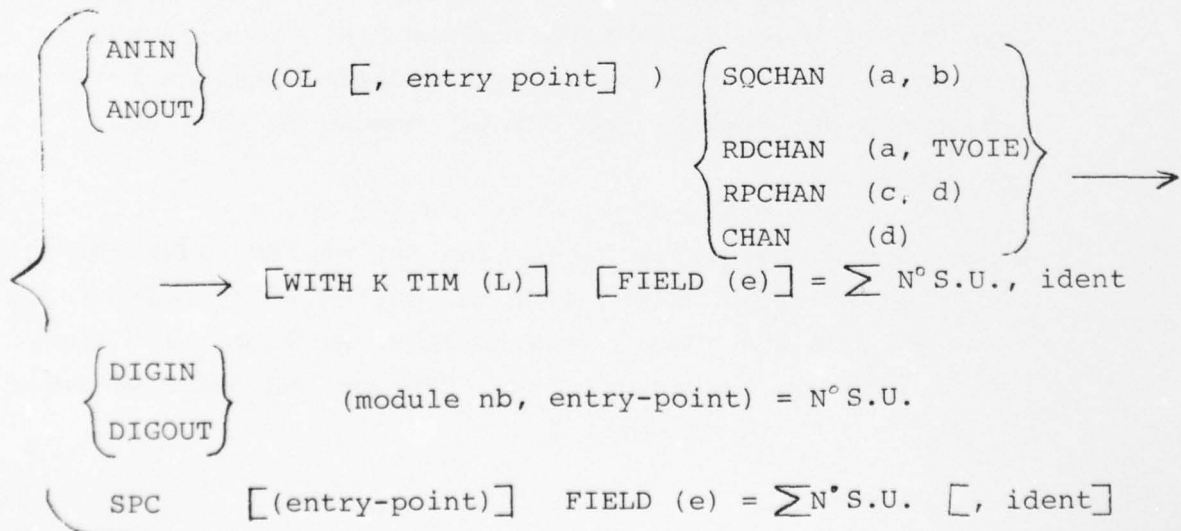 ANIN
ANOUT
(OL [, entry point] )
SQCHAN (a, b)
RDCHAN (a, TVOIE)
RPCHAN (c, d)
CHAN (d)
→
→ [WITH K TIM (L)] [FIELD (e)] = ∑ N° S.U., ident
DIGIN
DIGOUT
(module nb, entry-point) = N° S.U.
SPC [(entry-point)] FIELD (e) = ∑N° S.U. [, ident]